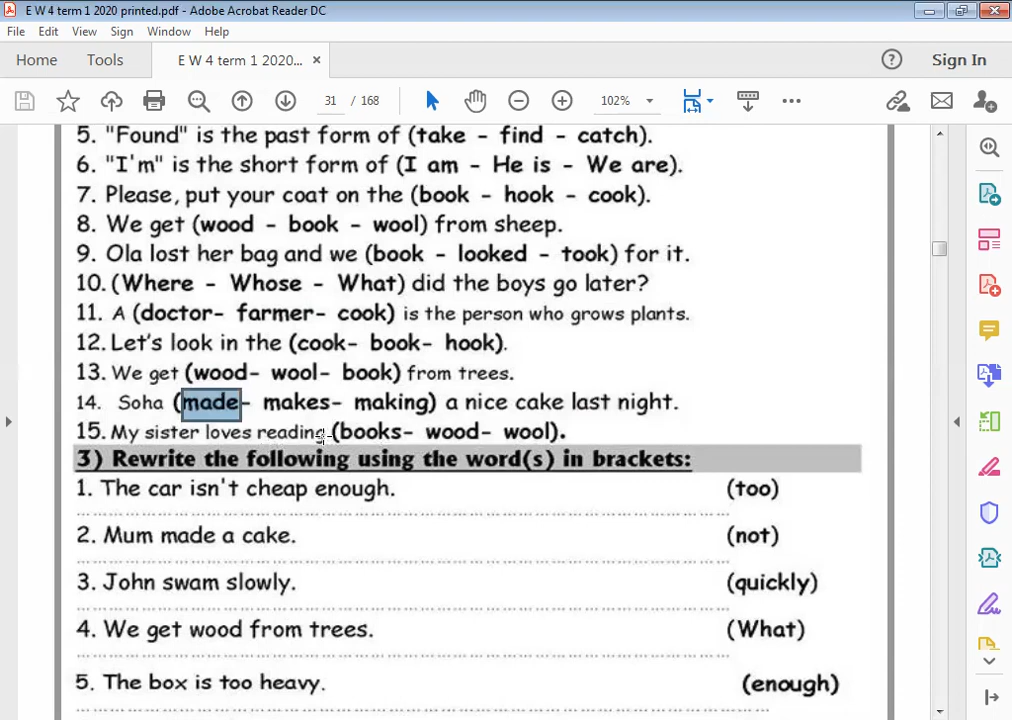 E W 4 term 1 2020 printed.pdf - Adobe Acrobat Reader DC
File Edit View Sign Window Help
Home Tools E W 4 term 1 2020... × Sign In
31 / 168 102%
5. "Found" is the past form of (take - find - catch).
6. "I'm" is the short form of (I am - He is - We are).
7. Please, put your coat on the (book - hook - cook).
8. We get (wood - book - wool) from sheep.
9. Ola lost her bag and we (book - looked - took) for it.
10. (Where - Whose - What) did the boys go later?
11. A (doctor- farmer- cook) is the person who grows plants.
12. Let's look in the (cook- book- hook).
13. We get (wood- wool- book) from trees.
14. Soha (made- makes- making) a nice cake last night.
15. My sister loves reading (books- wood- wool).
3) Rewrite the following using the word(s) in brackets:
1. The car isn't cheap enough. (too)
2. Mum made a cake. (not)
3. John swam slowly. (quickly)
4. We get wood from trees. (What)
5. The box is too heavy. (enough)